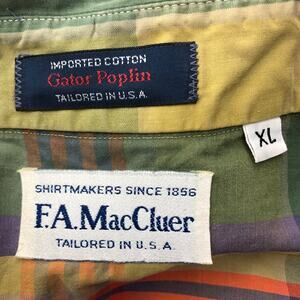 IMPORTED COTTON
Gator Poplin
TAILORED IN U.S.A.
XL
SHIRTMAKERS SINCE 1856
F.A.MacCluer
TAILORED IN U.S.A.